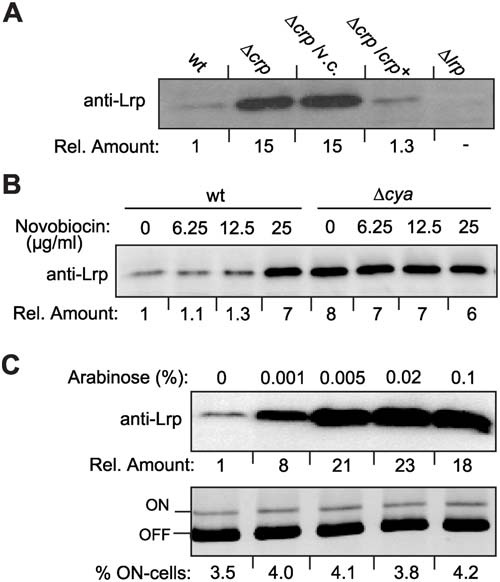 A
wt Δcrp Δcrp/v.c. Δcrp/crp+ Δlrp
anti-Lrp
Rel. Amount: 1 15 15 1.3 -
B
wt Δcya
Novobiocin: 0 6.25 12.5 25 0 6.25 12.5 25
(µg/ml)
anti-Lrp
Rel. Amount: 1 1.1 1.3 7 8 7 7 6
C
Arabinose (%): 0 0.001 0.005 0.02 0.1
anti-Lrp
Rel. Amount: 1 8 21 23 18
ON
OFF
% ON-cells: 3.5 4.0 4.1 3.8 4.2